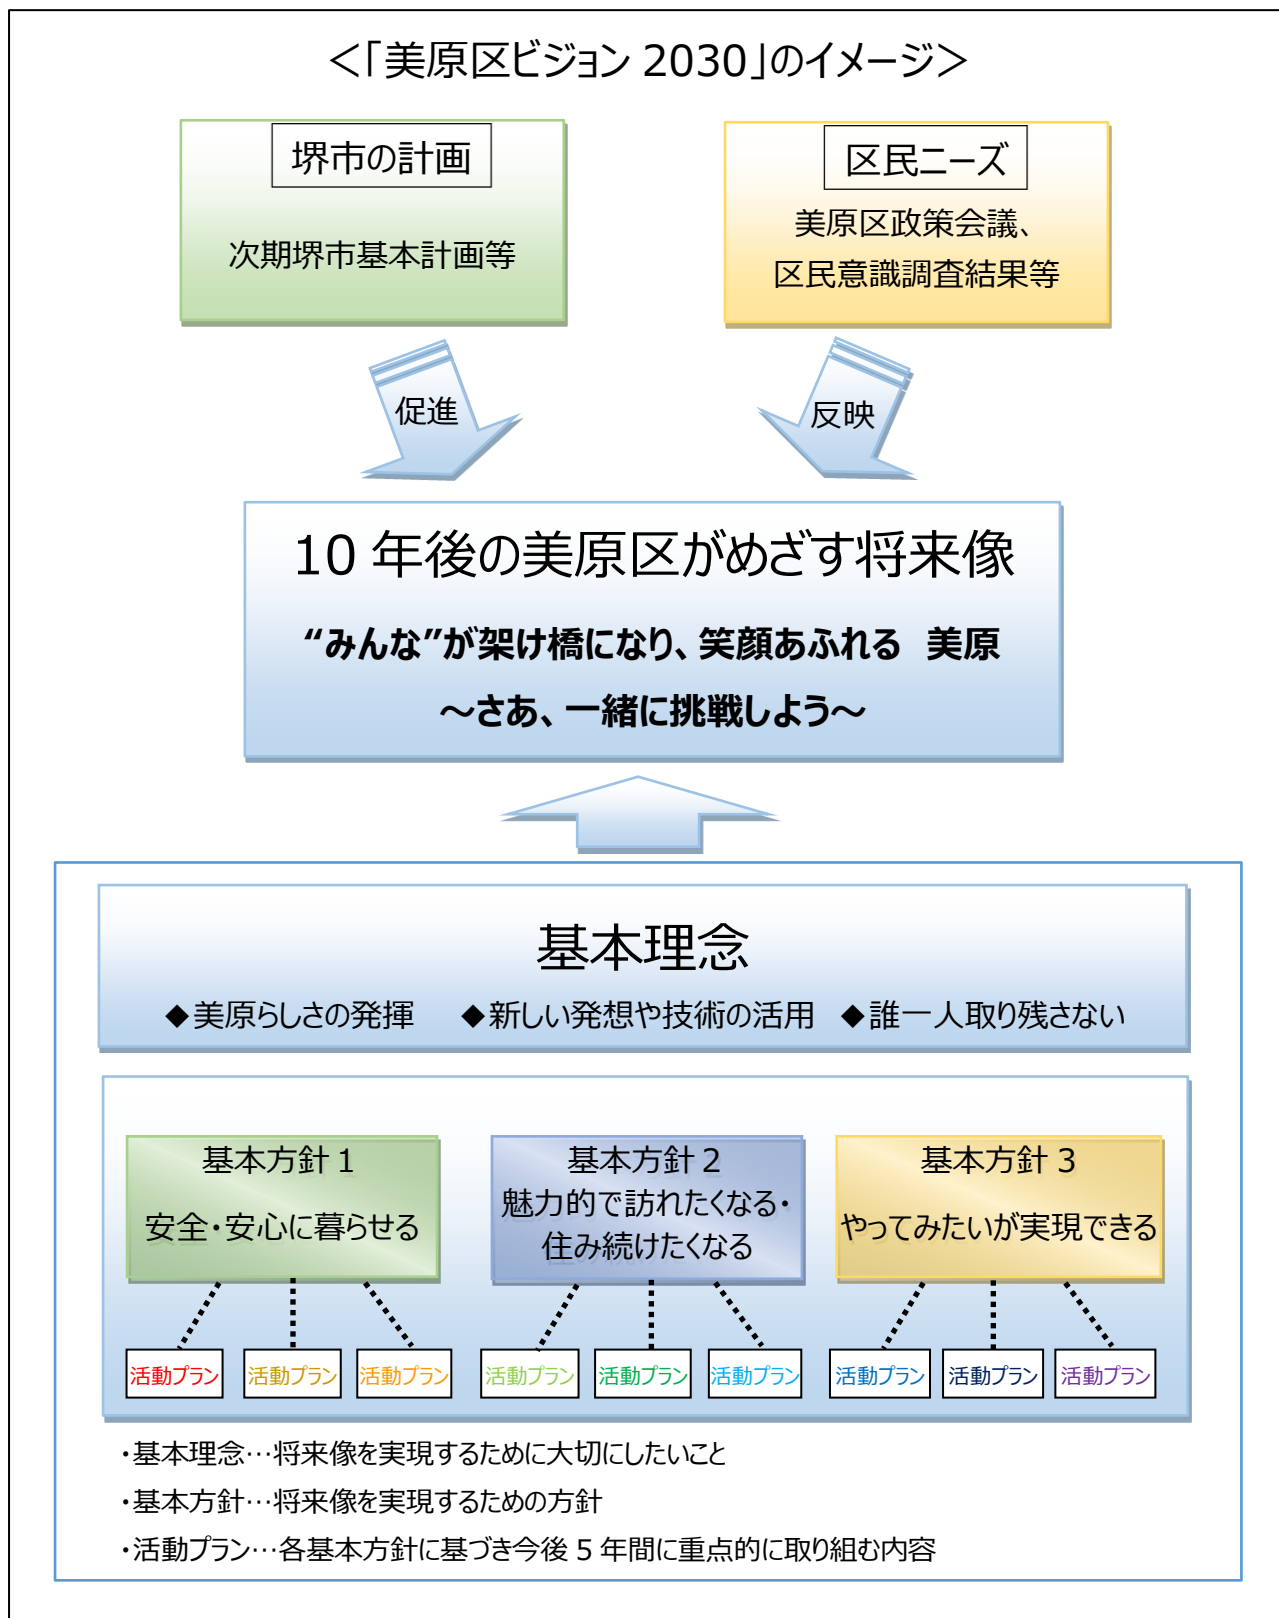 ＜「美原区ビジョン 2030」のイメージ＞
堺市の計画
次期堺市基本計画等
区民ニーズ
美原区政策会議、
区民意識調査結果等
促進
反映
10 年後の美原区がめざす将来像
“みんな”が架け橋になり、笑顔あふれる　美原
～さあ、一緒に挑戦しよう～
基本理念
◆美原らしさの発揮　◆新しい発想や技術の活用　◆誰一人取り残さない
基本方針 1
安全・安心に暮らせる
基本方針 2
魅力的で訪れたくなる・
住み続けたくなる
基本方針 3
やってみたいが実現できる
活動プラン
活動プラン
活動プラン
活動プラン
活動プラン
活動プラン
活動プラン
活動プラン
活動プラン
・基本理念…将来像を実現するために大切にしたいこと
・基本方針…将来像を実現するための方針
・活動プラン…各基本方針に基づき今後 5 年間に重点的に取り組む内容